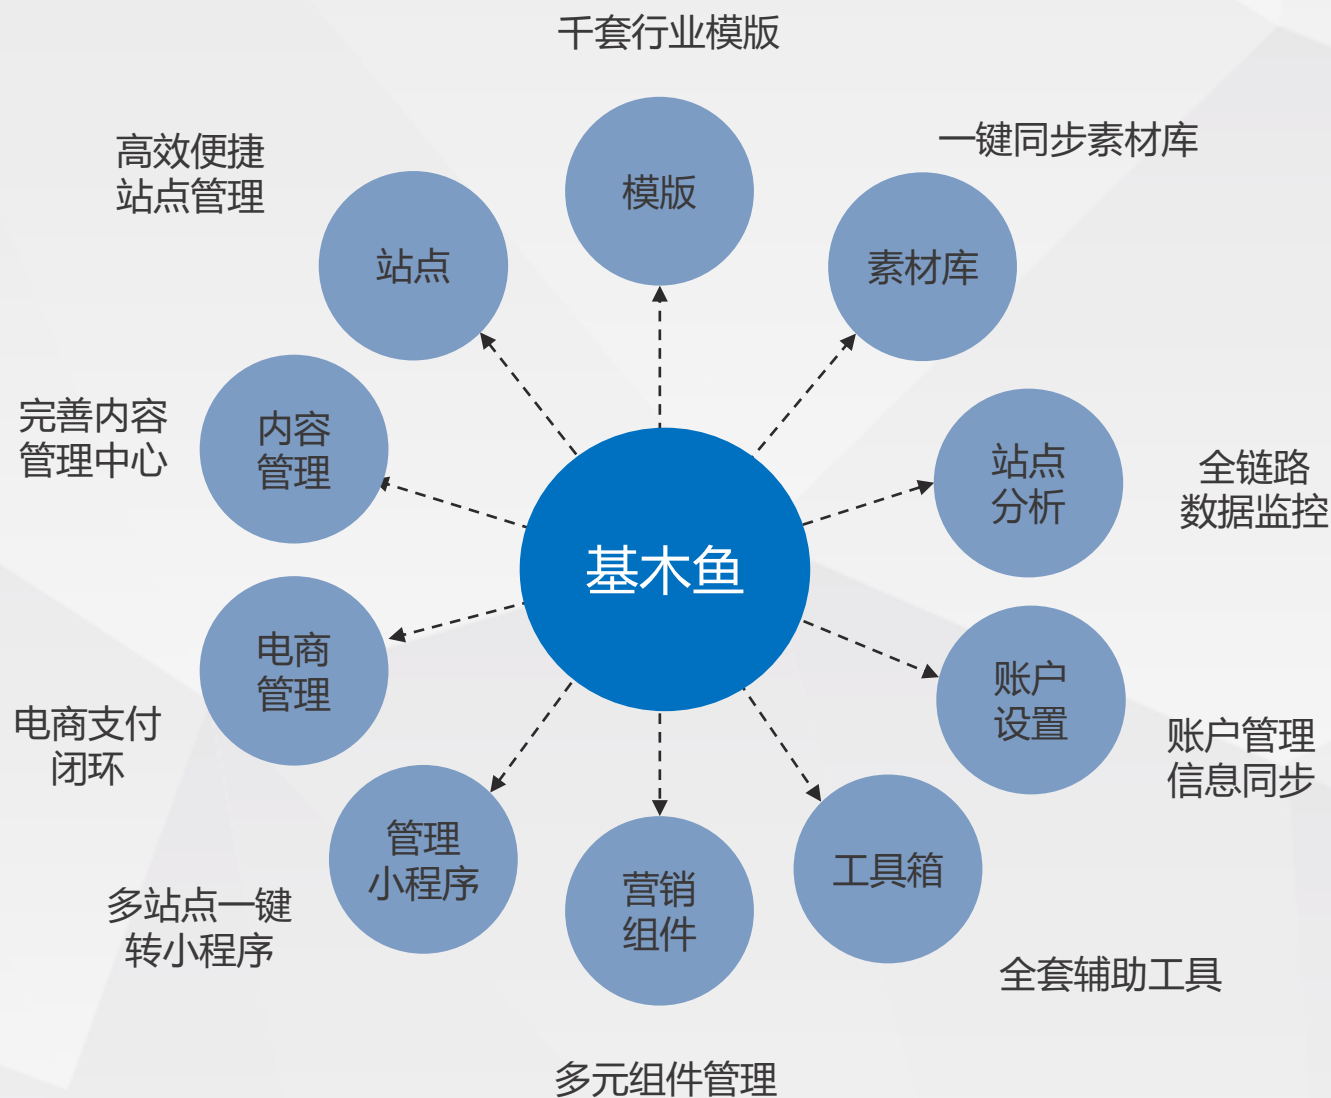 千套行业模版
一键同步素材库
高效便捷
站点管理
模版
站点
素材库
完善内容
管理中心
内容
管理
站点
分析
全链路
数据监控
基木鱼
电商
管理
账户
设置
电商支付
闭环
账户管理
信息同步
管理
小程序
营销
组件
工具箱
多站点一键
转小程序
全套辅助工具
多元组件管理